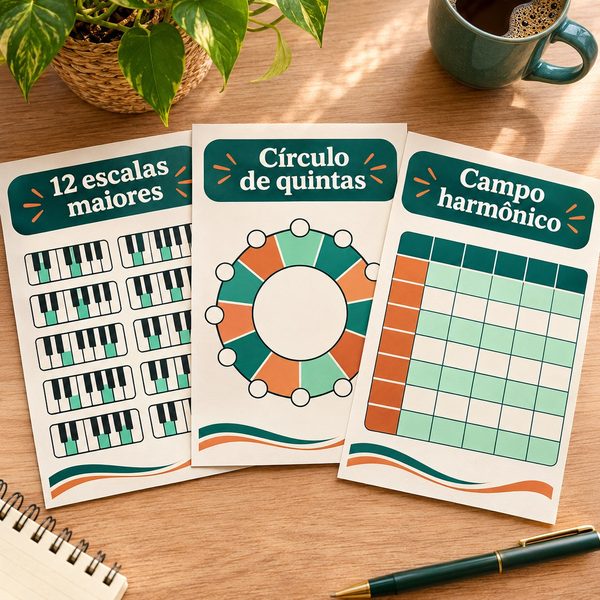 12 escalas
maiores
Círculo
de quintas
Campo
harmônico